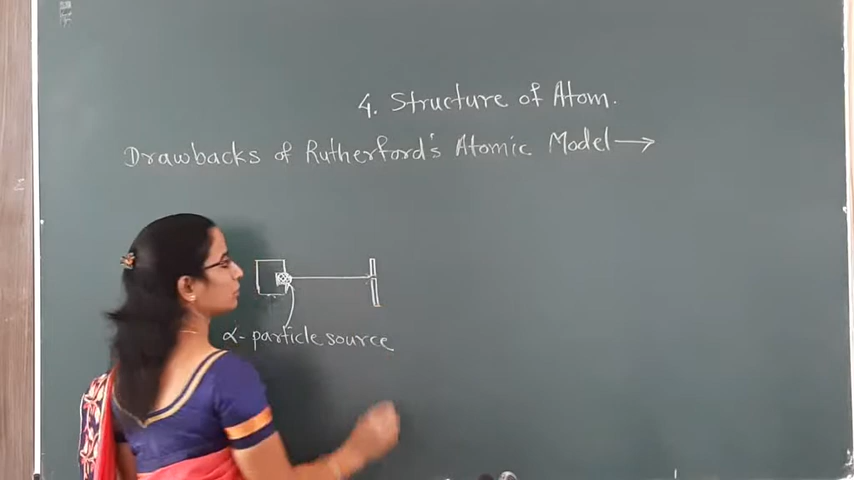 4. Structure of Atom.
Drawbacks of Rutherford's Atomic Model →
α- particle source